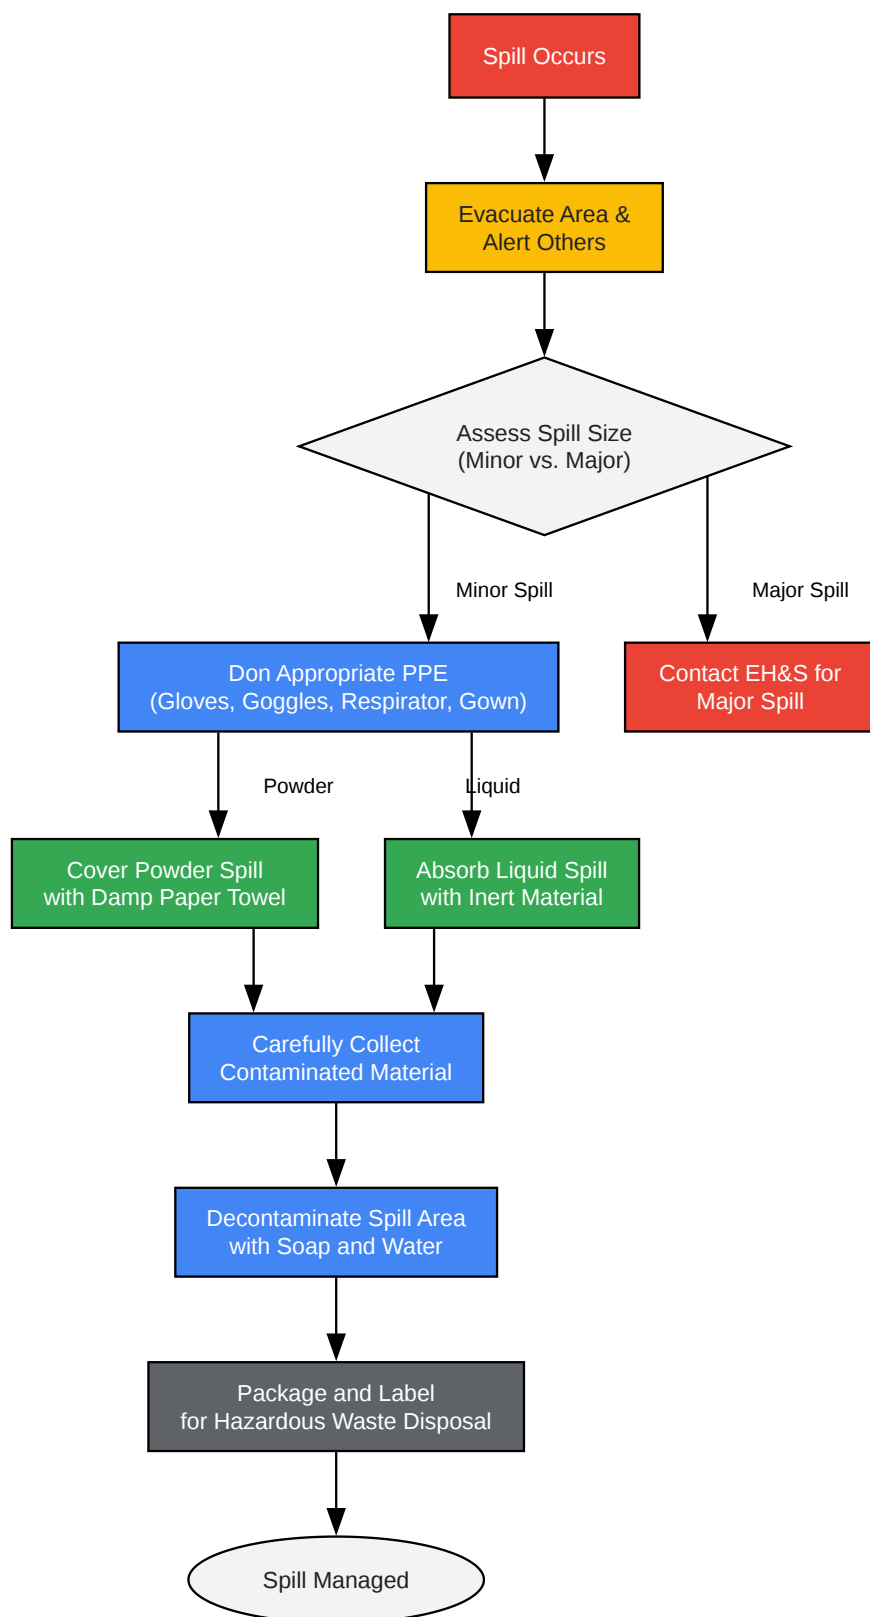 Spill Occurs
Evacuate Area &
Alert Others
Assess Spill Size
(Minor vs. Major)
Minor Spill
Major Spill
Don Appropriate PPE
(Gloves, Goggles, Respirator, Gown)
Contact EH&S for
Major Spill
Powder
Liquid
Cover Powder Spill
with Damp Paper Towel
Absorb Liquid Spill
with Inert Material
Carefully Collect
Contaminated Material
Decontaminate Spill Area
with Soap and Water
Package and Label
for Hazardous Waste Disposal
Spill Managed